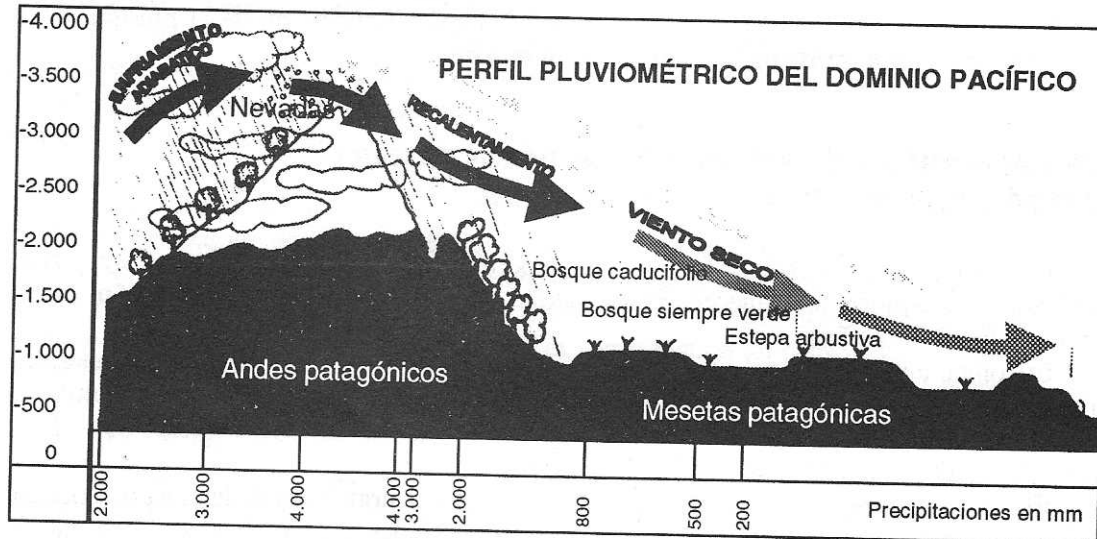 -4.000
-3.500
-3.000
-2.500
-2.000
-1.500
-1.000
-500
0
PERFIL PLUVIOMÉTRICO DEL DOMINIO PACÍFICO
ENFRIAMIENTO
ADIABÁTICO
Nevadas
RECALENTAMIENTO
VIENTO SECO
Bosque caducifolio
Bosque siempre verde
Estepa arbustiva
Andes patagónicos
Mesetas patagónicas
2.000
3.000
4.000
4.000
3.000
2.000
800
500
200
Precipitaciones en mm